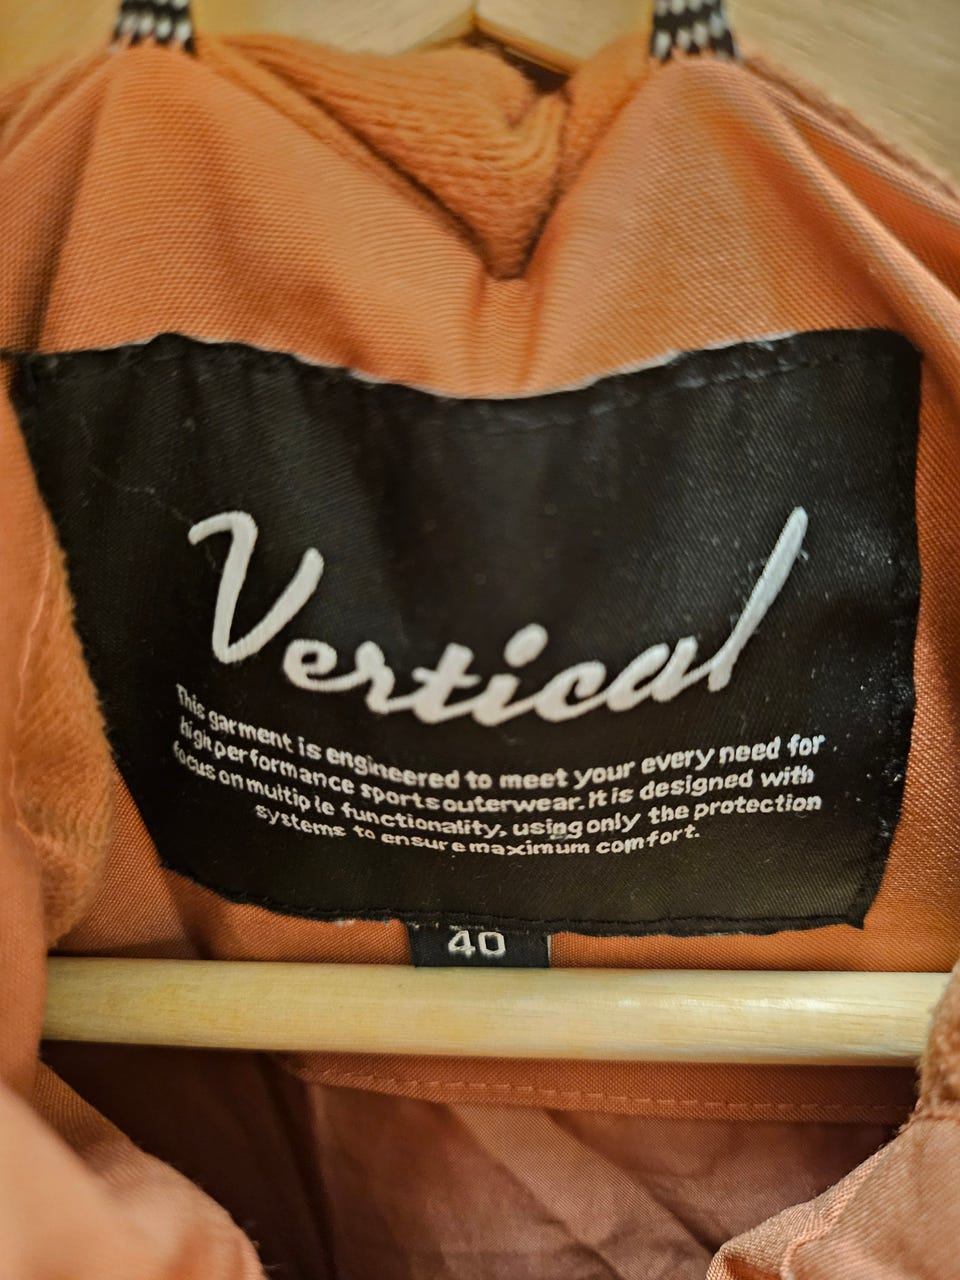 Vertical
This garment is engineered to meet your every need for
high performance sports outerwear. It is designed with
focus on multiple functionality, using only the protection
systems to ensure maximum comfort.
40